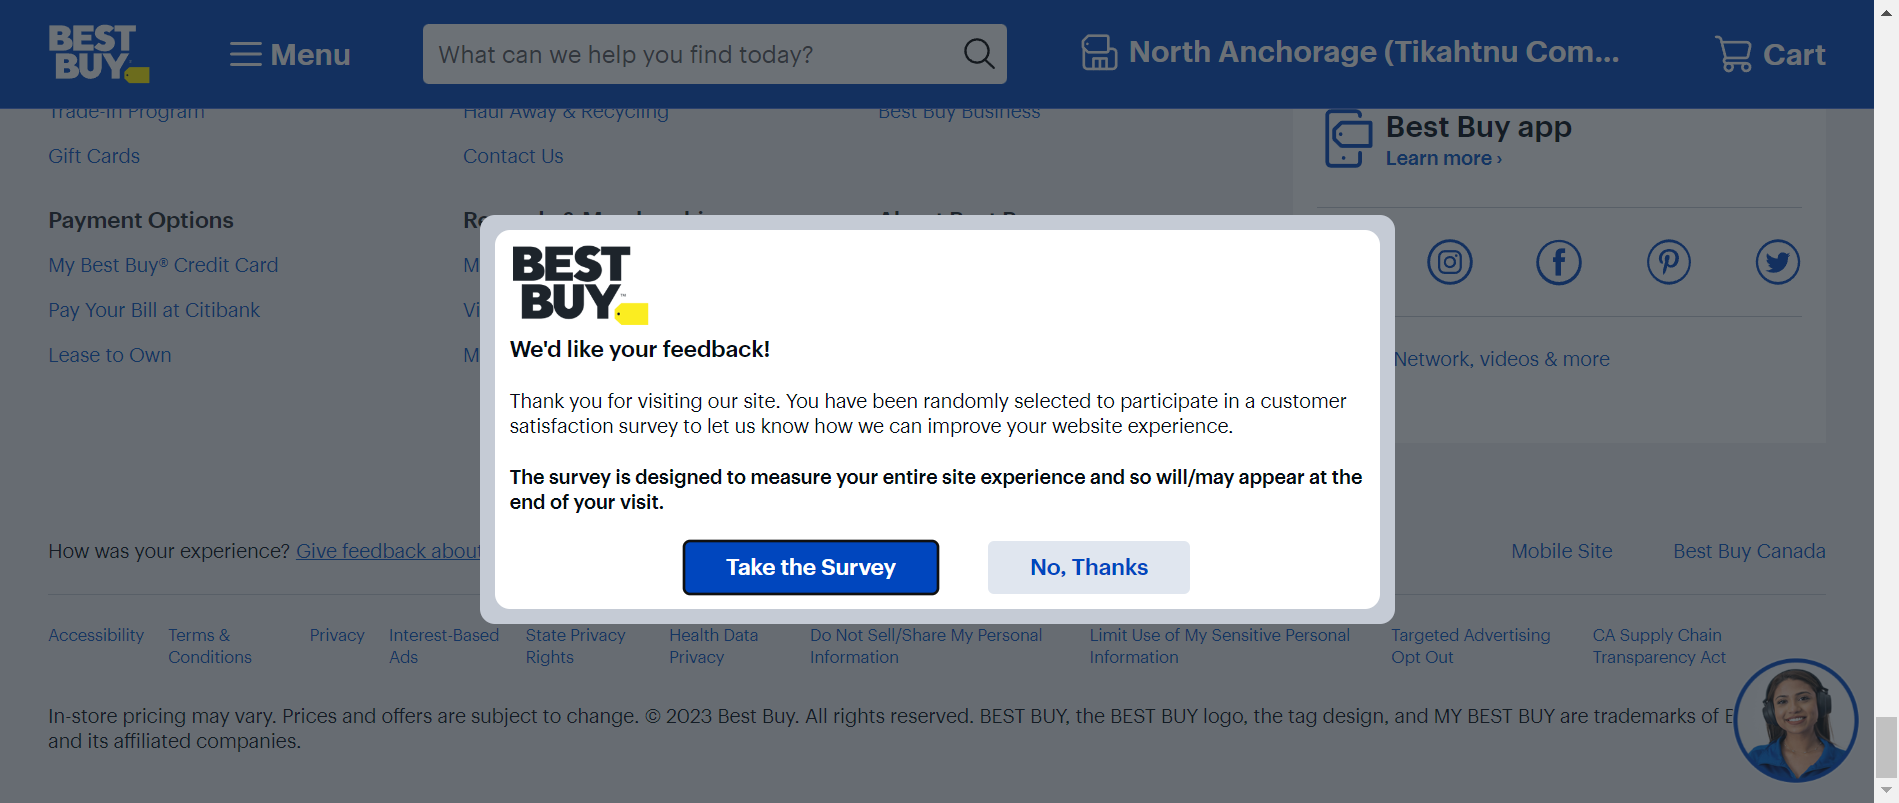 BEST
BUY
Menu
What can we help you find today?
North Anchorage (Tikahtnu Com...
Cart
Trade-In Program
Haul Away & Recycling
Best Buy Business
Best Buy app
Learn more ›
Gift Cards
Contact Us
Payment Options
My Best Buy® Credit Card
Pay Your Bill at Citibank
Lease to Own
BEST
BUY™
We'd like your feedback!
Thank you for visiting our site. You have been randomly selected to participate in a customer
satisfaction survey to let us know how we can improve your website experience.
The survey is designed to measure your entire site experience and so will/may appear at the
end of your visit.
Take the Survey
No, Thanks
Network, videos & more
How was your experience? Give feedback about
Mobile Site
Best Buy Canada
Accessibility
Terms &
Conditions
Privacy
Interest-Based
Ads
State Privacy
Rights
Health Data
Privacy
Do Not Sell/Share My Personal
Information
Limit Use of My Sensitive Personal
Information
Targeted Advertising
Opt Out
CA Supply Chain
Transparency Act
In-store pricing may vary. Prices and offers are subject to change. © 2023 Best Buy. All rights reserved. BEST BUY, the BEST BUY logo, the tag design, and MY BEST BUY are trademarks of
and its affiliated companies.